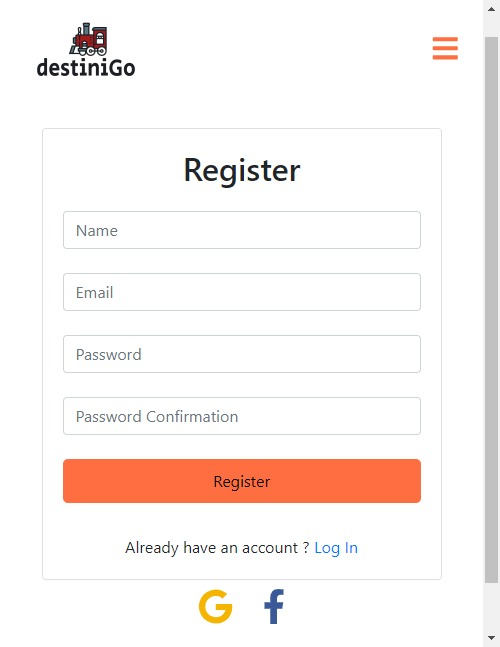 destiniGo
Register
Name
Email
Password
Password Confirmation
Register
Already have an account ? Log In